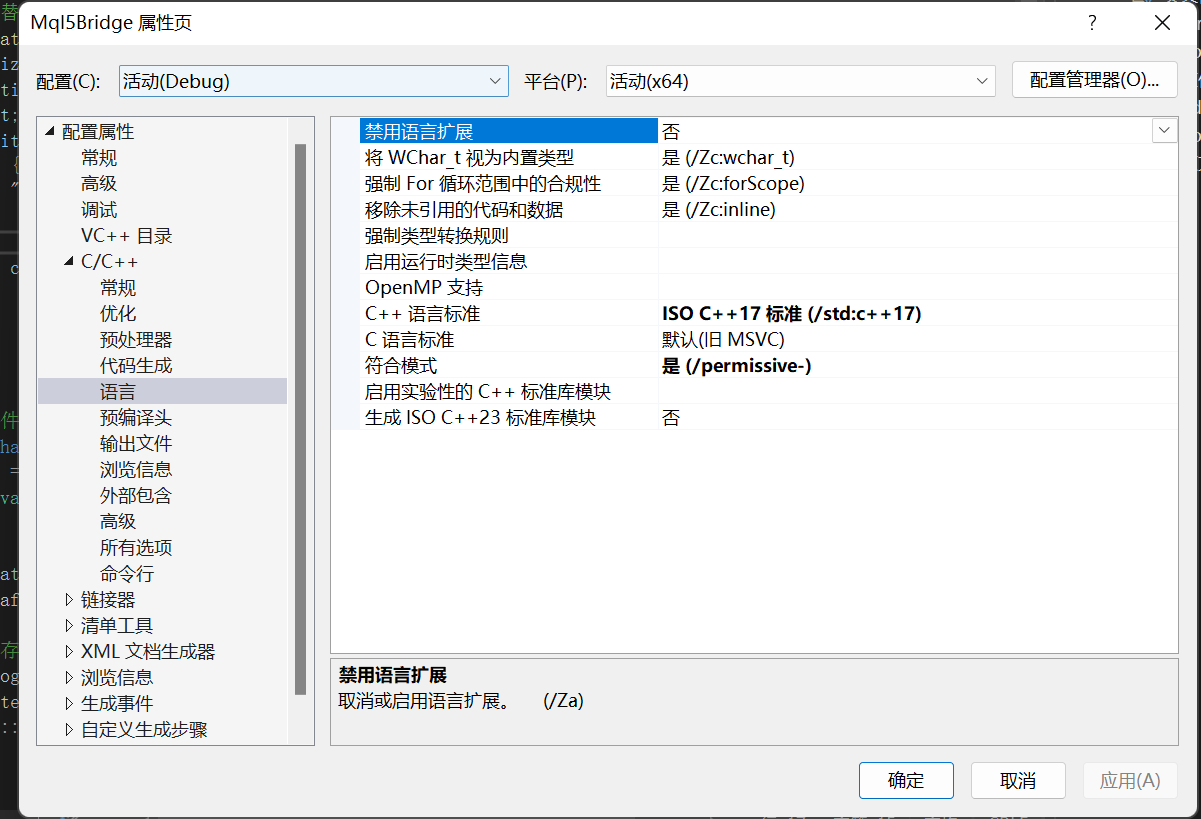 Mql5Bridge 属性页
配置(C): 活动(Debug) 平台(P): 活动(x64) 配置管理器(O)...
配置属性
常规
高级
调试
VC++ 目录
C/C++
常规
优化
预处理器
代码生成
语言
预编译头
输出文件
浏览信息
外部包含
高级
所有选项
命令行
链接器
清单工具
XML 文档生成器
浏览信息
生成事件
自定义生成步骤
禁用语言扩展 否
将 WChar_t 视为内置类型 是 (/Zc:wchar_t)
强制 For 循环范围中的合规性 是 (/Zc:forScope)
移除未引用的代码和数据 是 (/Zc:inline)
强制类型转换规则
启用运行时类型信息
OpenMP 支持
C++ 语言标准 ISO C++17 标准 (/std:c++17)
C 语言标准 默认(旧 MSVC)
符合模式 是 (/permissive-)
启用实验性的 C++ 标准库模块
生成 ISO C++23 标准库模块 否
禁用语言扩展
取消或启用语言扩展。 (/Za)
确定 取消 应用(A)